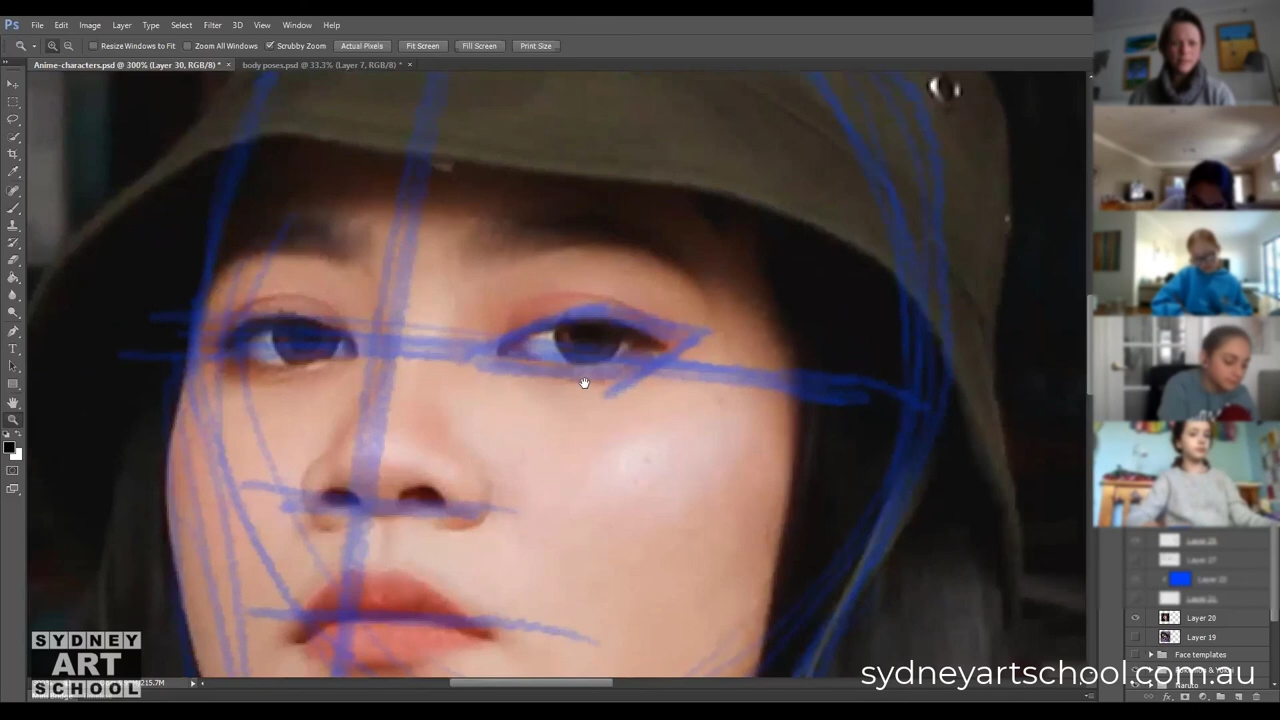 Ps File Edit Image Layer Type Select Filter 3D View Window Help
Resize Windows to Fit Zoom All Windows Scrubby Zoom Actual Pixels Fit Screen Fill Screen Print Size
Anime-characters.psd @ 300% (Layer 30, RGB/8) * × body poses.psd @ 33.3% (Layer 7, RGB/8) * ×
Layer 20
Layer 19
Face templates
Naruto
SYDNEY
ART
SCHOOL
sydneyartschool.com.au